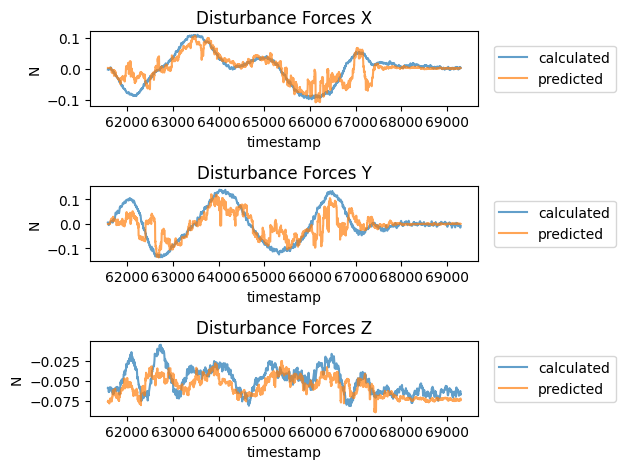 Disturbance Forces X
0.1
0.0
−0.1
N
62000 63000 64000 65000 66000 67000 68000 69000
timestamp
calculated
predicted
Disturbance Forces Y
0.1
0.0
−0.1
N
62000 63000 64000 65000 66000 67000 68000 69000
timestamp
calculated
predicted
Disturbance Forces Z
−0.025
−0.050
−0.075
N
62000 63000 64000 65000 66000 67000 68000 69000
timestamp
calculated
predicted